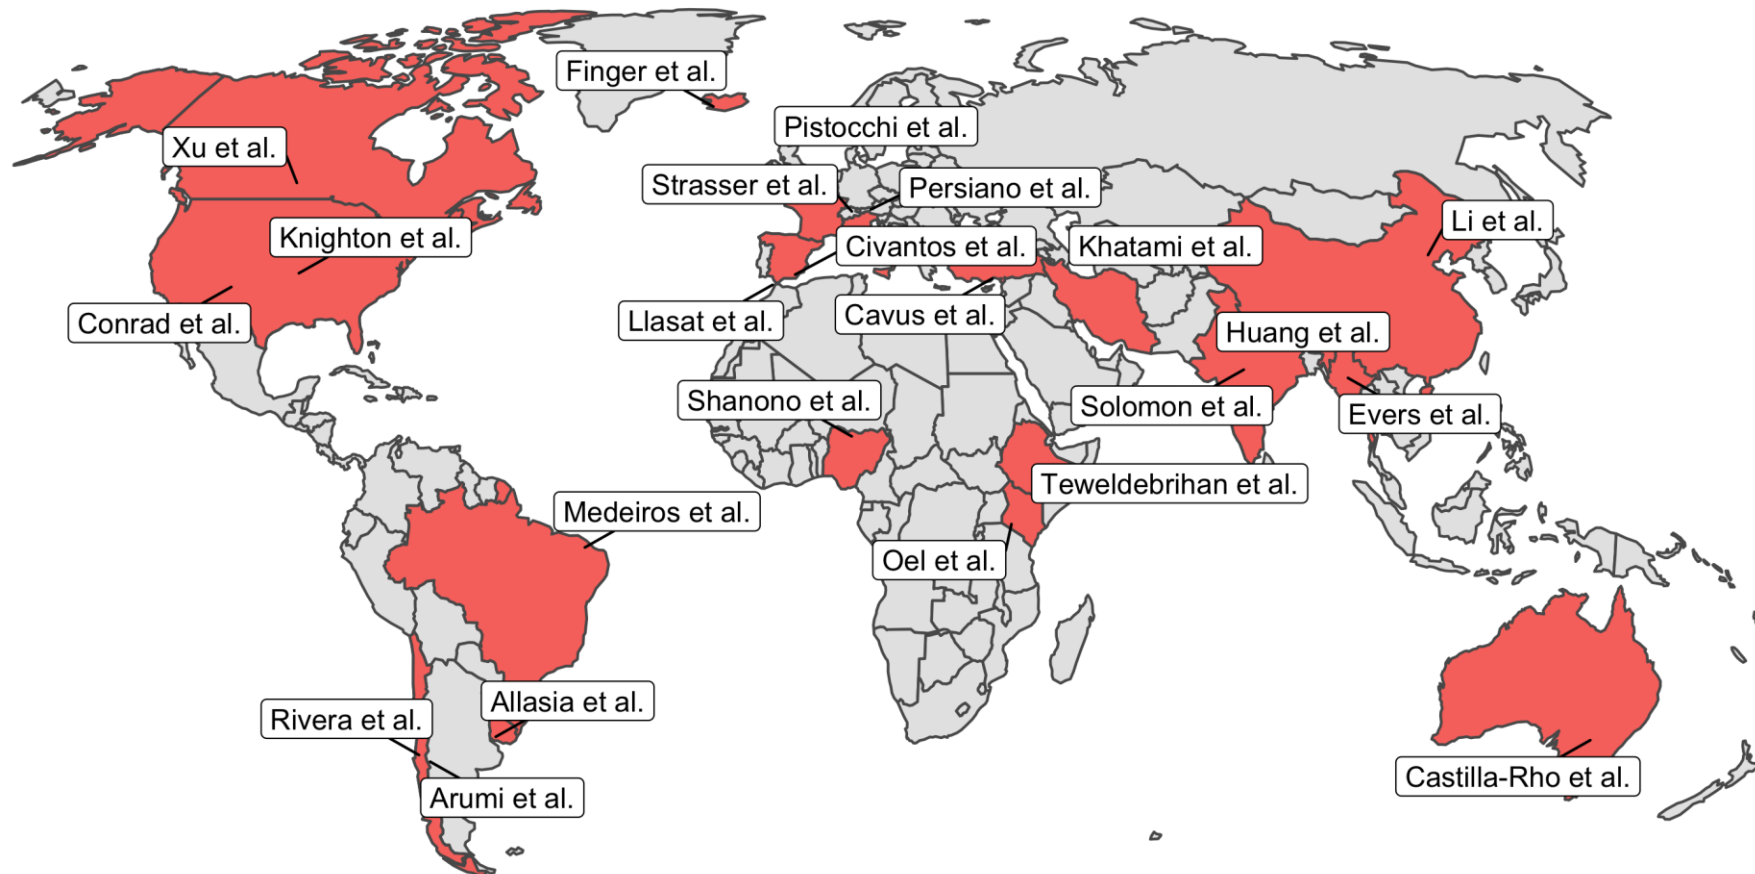 Finger et al.
Pistocchi et al.
Xu et al.
Strasser et al.
Persiano et al.
Li et al.
Knighton et al.
Civantos et al.
Khatami et al.
Conrad et al.
Llasat et al.
Cavus et al.
Huang et al.
Shanono et al.
Solomon et al.
Evers et al.
Teweldebrihan et al.
Medeiros et al.
Oel et al.
Allasia et al.
Rivera et al.
Castilla-Rho et al.
Arumi et al.